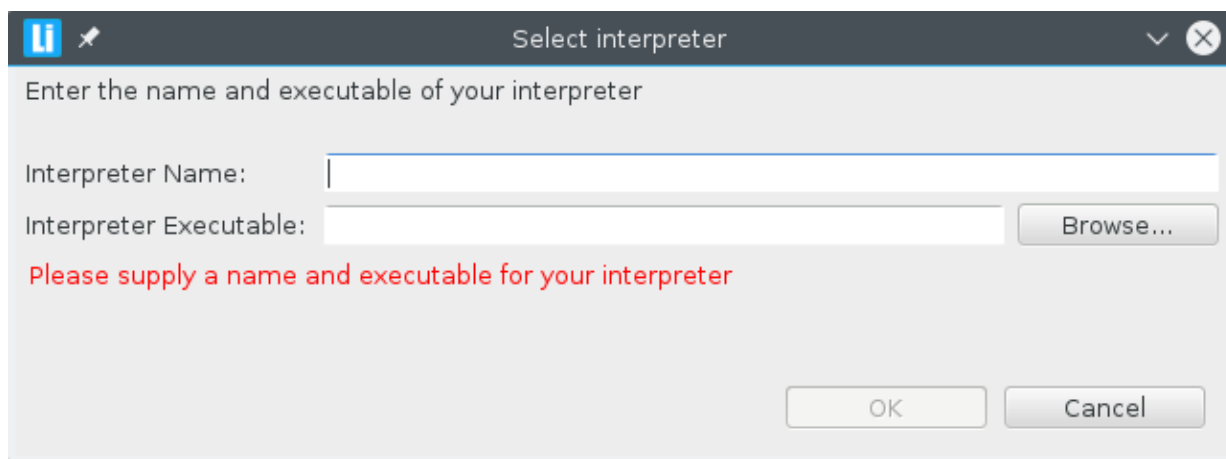 Li Select interpreter
Enter the name and executable of your interpreter
Interpreter Name:
Interpreter Executable: Browse...
Please supply a name and executable for your interpreter
OK Cancel